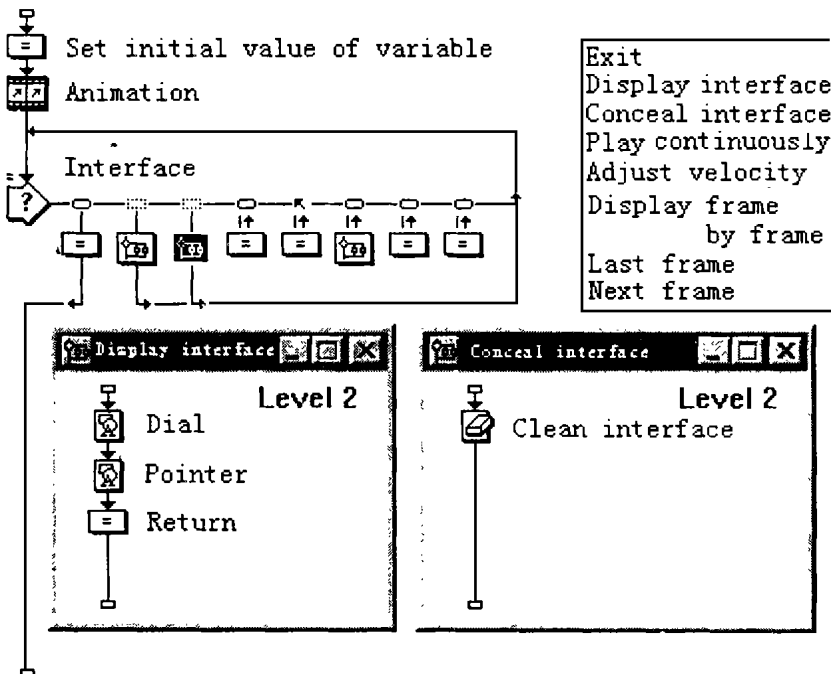 Set initial value of variable
Animation
Interface
?
Exit
Display interface
Conceal interface
Play continuously
Adjust velocity
Display frame
by frame
Last frame
Next frame
Display interface
Level 2
Dial
Pointer
= Return
Conceal interface
Level 2
Clean interface